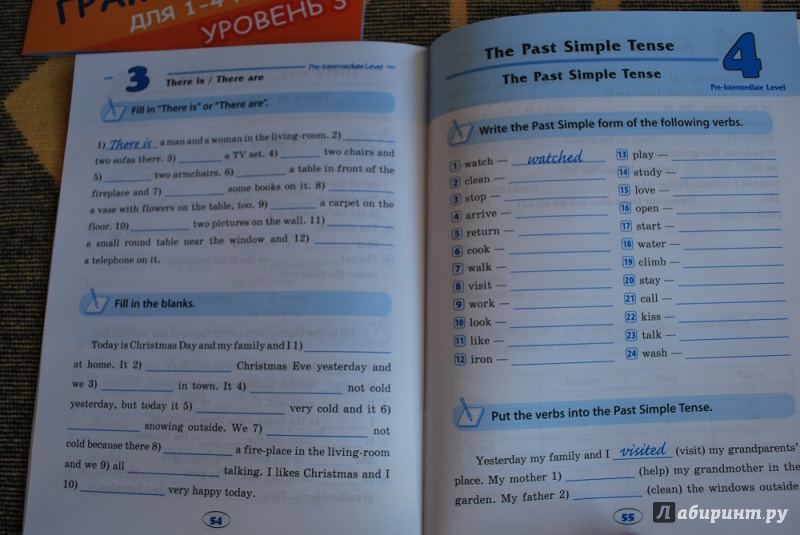 ДЛЯ 1-4
УРОВЕНЬ 3
Pre-Intermediate Level
3
There is / There are
Fill in "There is" or "There are".
1) There is a man and a woman in the living-room. 2)
two sofas there. 3) a TV set. 4) two chairs and
5) two armchairs. 6) a table in front of the
fireplace and 7) some books on it. 8)
a vase with flowers on the table, too. 9) a carpet on the
floor. 10) two pictures on the wall. 11)
a small round table near the window and 12)
a telephone on it.
Fill in the blanks.
Today is Christmas Day and my family and I 1)
at home. It 2) Christmas Eve yesterday and
we 3) in town. It 4) not cold
yesterday, but today it 5) very cold and it 6)
snowing outside. We 7) not
cold because there 8) a fire-place in the living-room
and we 9) all talking. I likes Christmas and I
10) very happy today.
54
The Past Simple Tense
The Past Simple Tense
4
Pre-Intermediate Level
Write the Past Simple form of the following verbs.
1 watch — watched
2 clean —
3 stop —
4 arrive —
5 return —
6 cook —
7 walk —
8 visit —
9 work —
10 look —
11 like —
12 iron —
13 play —
14 study —
15 love —
16 open —
17 start —
18 water —
19 climb —
20 stay —
21 call —
22 kiss —
23 talk —
24 wash —
Put the verbs into the Past Simple Tense.
Yesterday my family and I visited (visit) my grandparents'
place. My mother 1) (help) my grandmother in the
garden. My father 2) (clean) the windows outside.
55
Лабиринт.ру